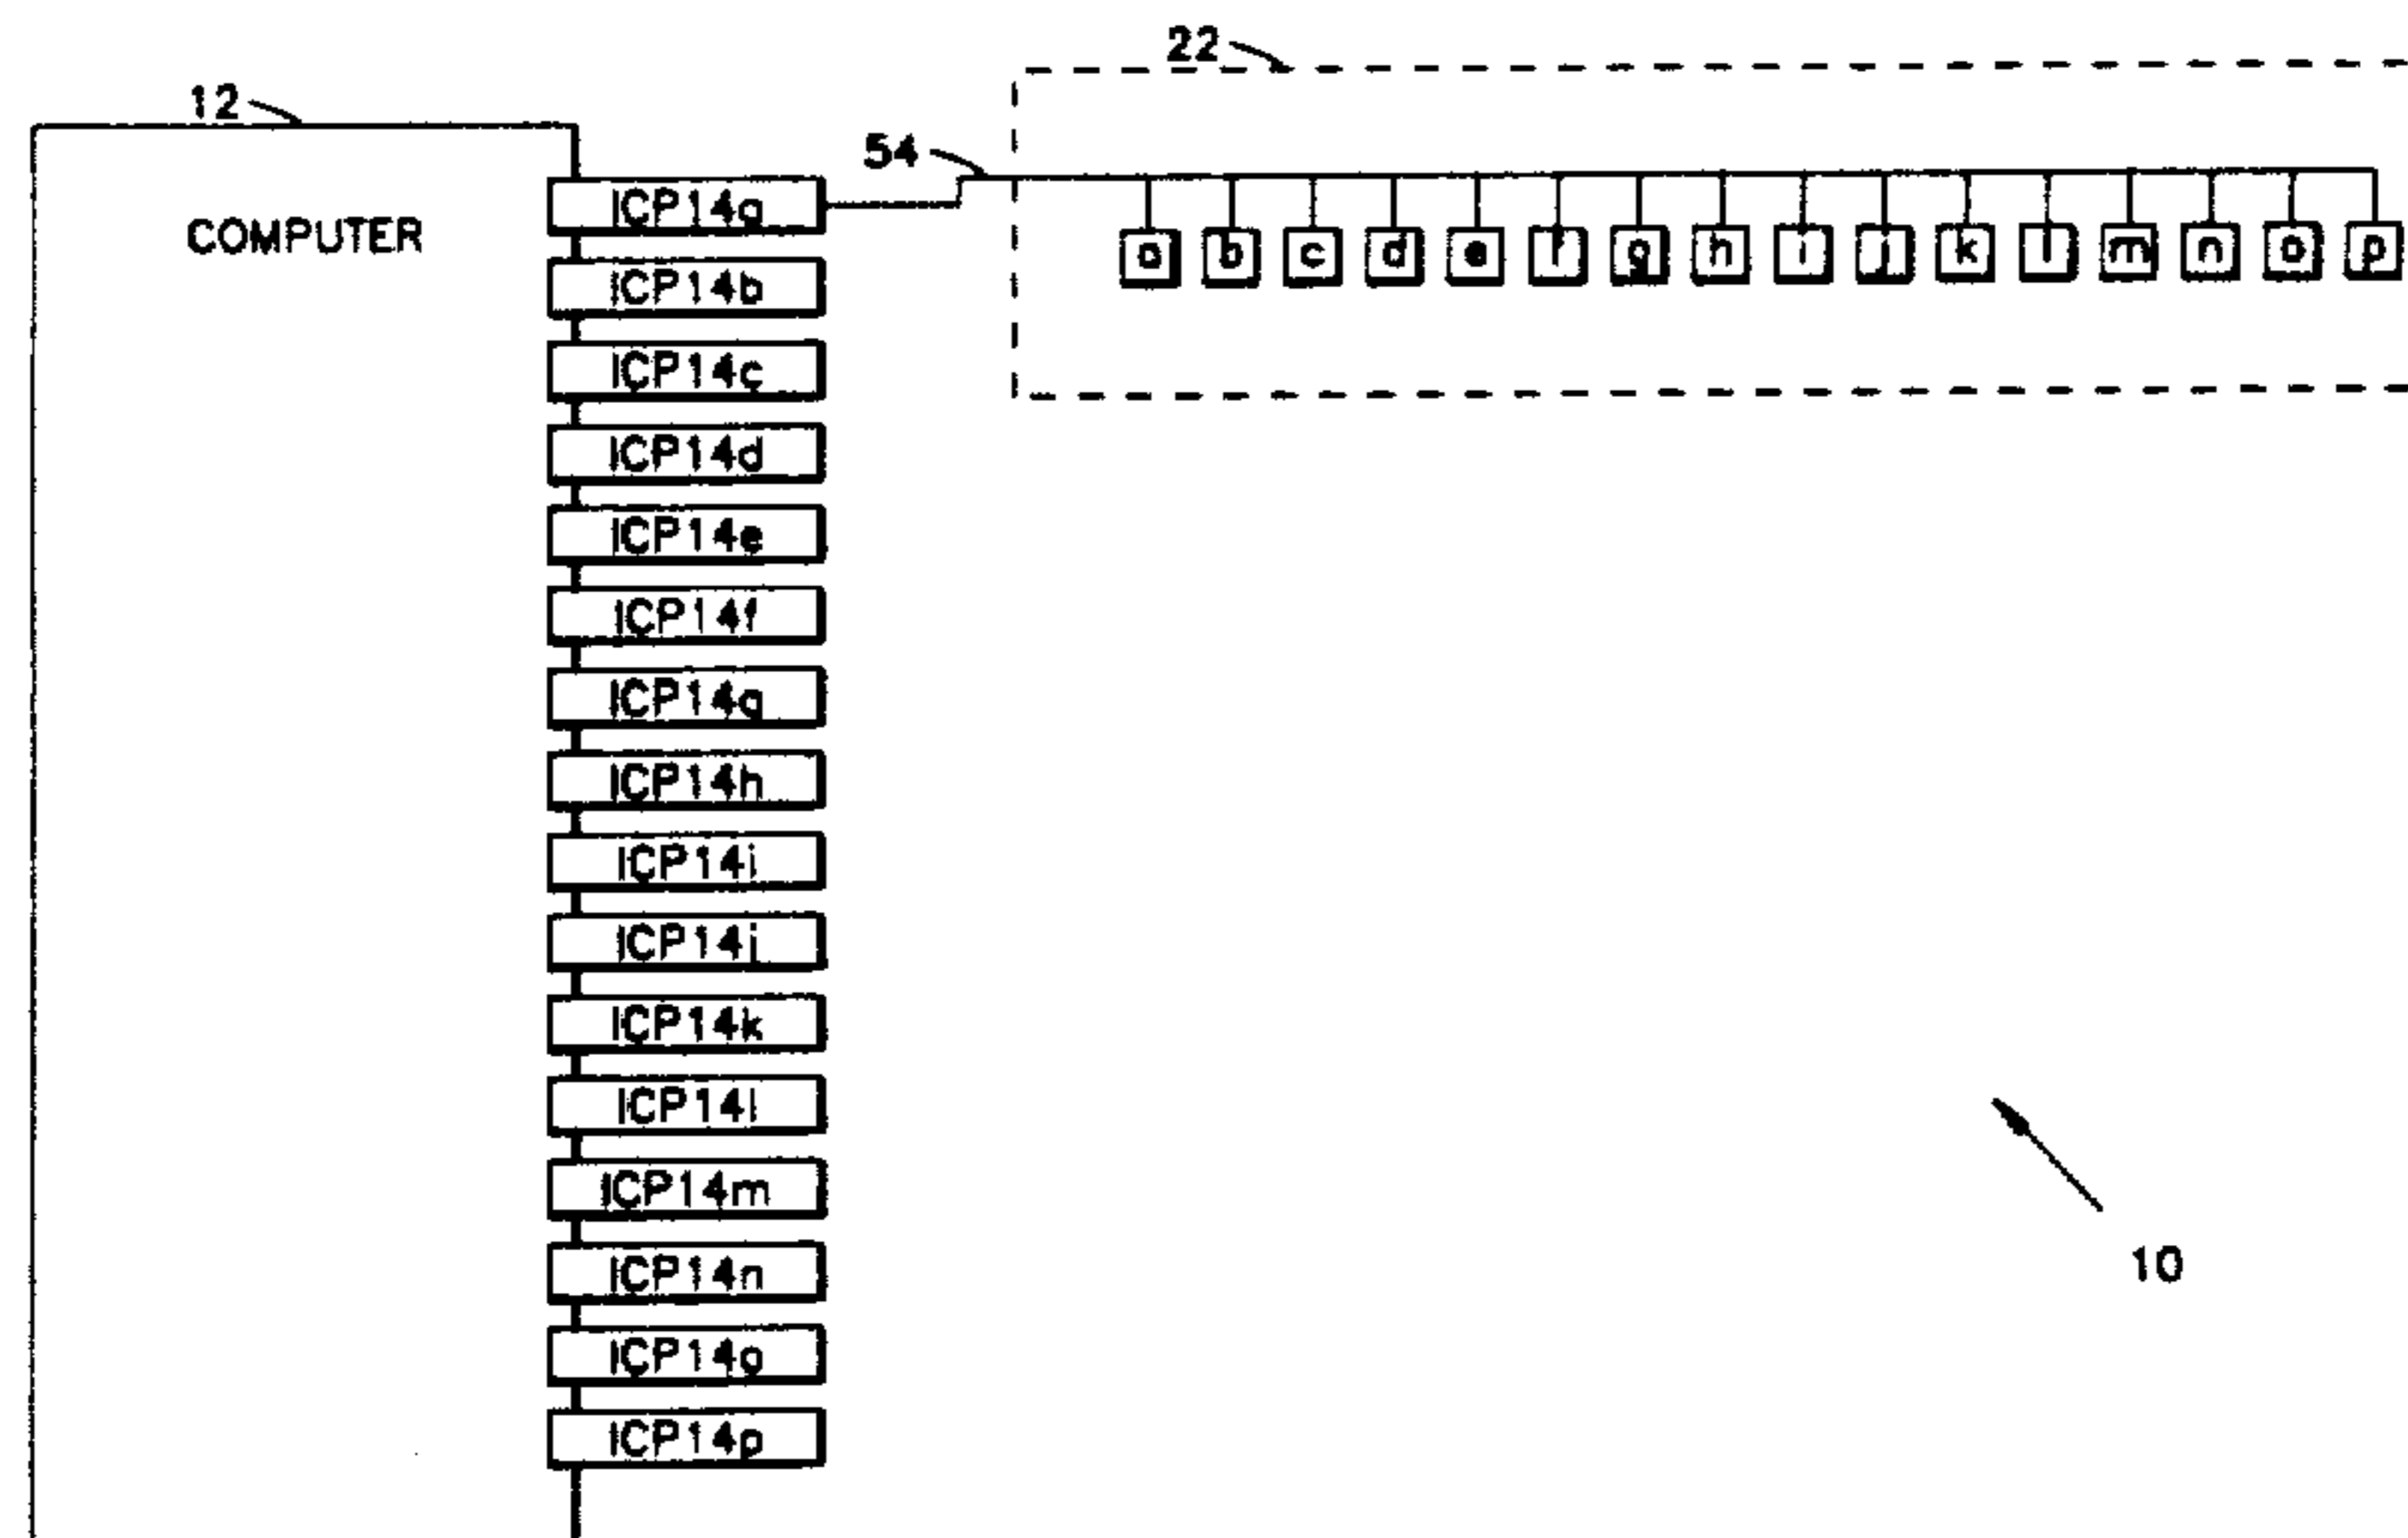 22
12
54
COMPUTER
ICP14a
a b c d e f g h i j k l m n o p
ICP14b
ICP14c
ICP14d
ICP14e
ICP14f
ICP14g
ICP14h
ICP14i
ICP14j
ICP14k
ICP14l
ICP14m
ICP14n
ICP14o
ICP14p
10